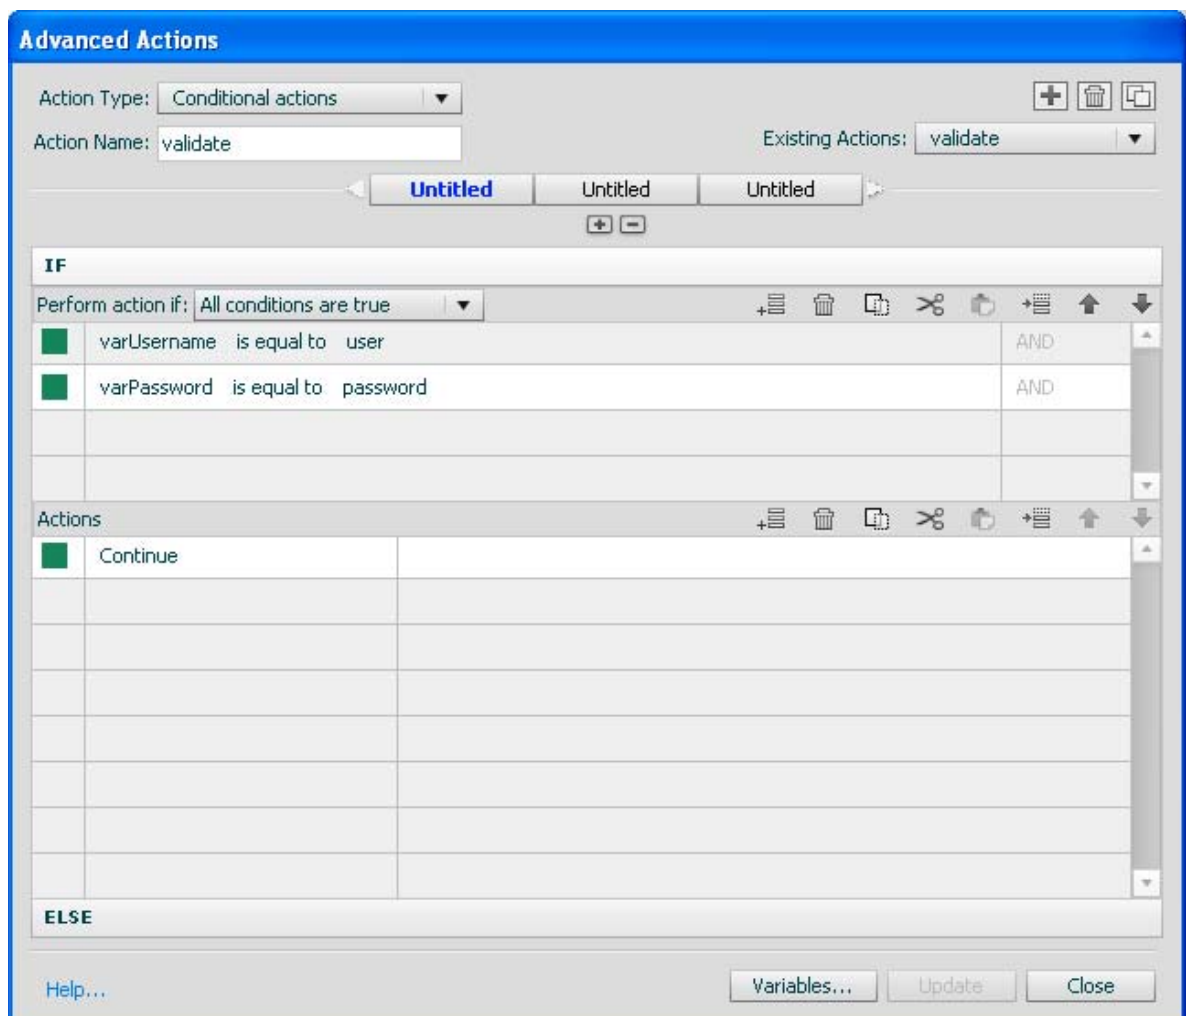 Advanced Actions
Action Type: Conditional actions
Action Name: validate
Existing Actions: validate
Untitled Untitled Untitled
IF
Perform action if: All conditions are true
varUsername is equal to user AND
varPassword is equal to password AND
Actions
Continue
ELSE
Help... Variables... Update Close